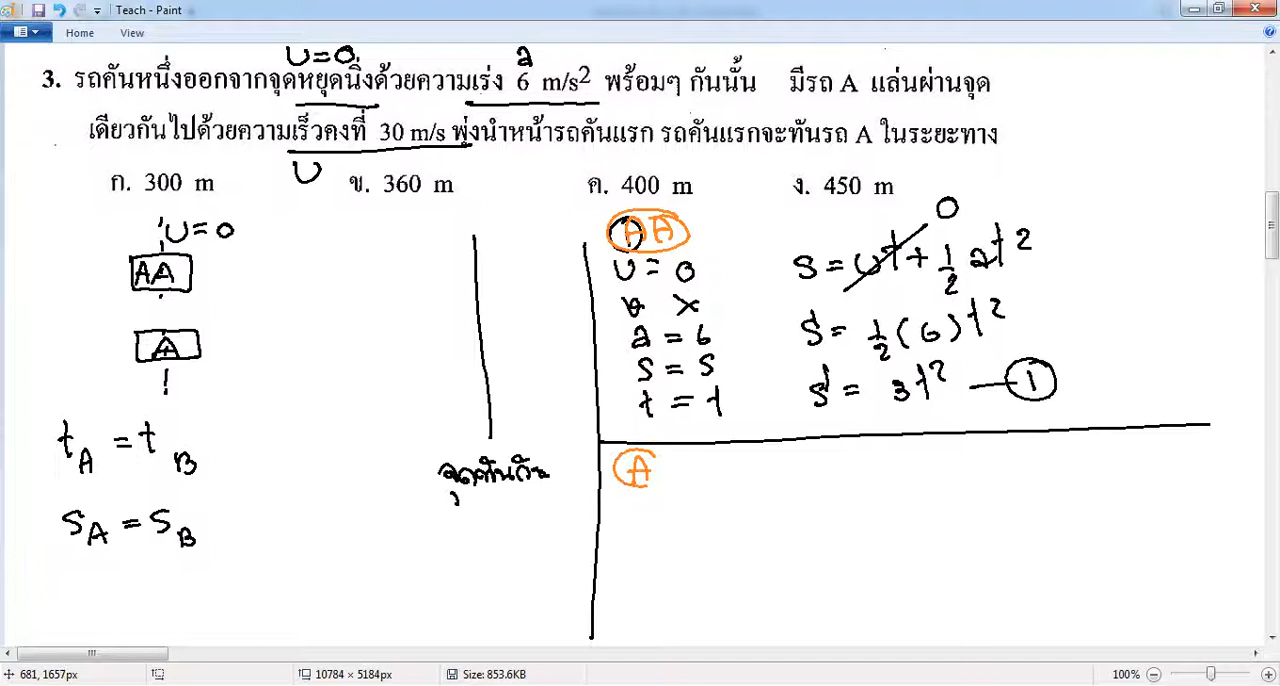 Teach - Paint
Home View
U=0 a
3. รถคันหนึ่งออกจากจุดหยุดนิ่งด้วยความเร่ง 6 m/s2 พร้อมๆ กันนั้น มีรถ A แล่นผ่านจุด
เดียวกันไปด้วยความเร็วคงที่ 30 m/s พุ่งนำหน้ารถคันแรก รถคันแรกจะทันรถ A ในระยะทาง
U
ก. 300 m ข. 360 m ค. 400 m ง. 450 m
U=0
AA
A
tA = tB
SA = SB
จุดทันกัน
AA
U = 0
v ×
a = 6
S = S
t = t
0
S = Ut + 1/2 at2
S = 1/2 (6) t2
S = 3t2 — 1
A
681, 1657px 10784 × 5184px Size: 853.6KB 100%